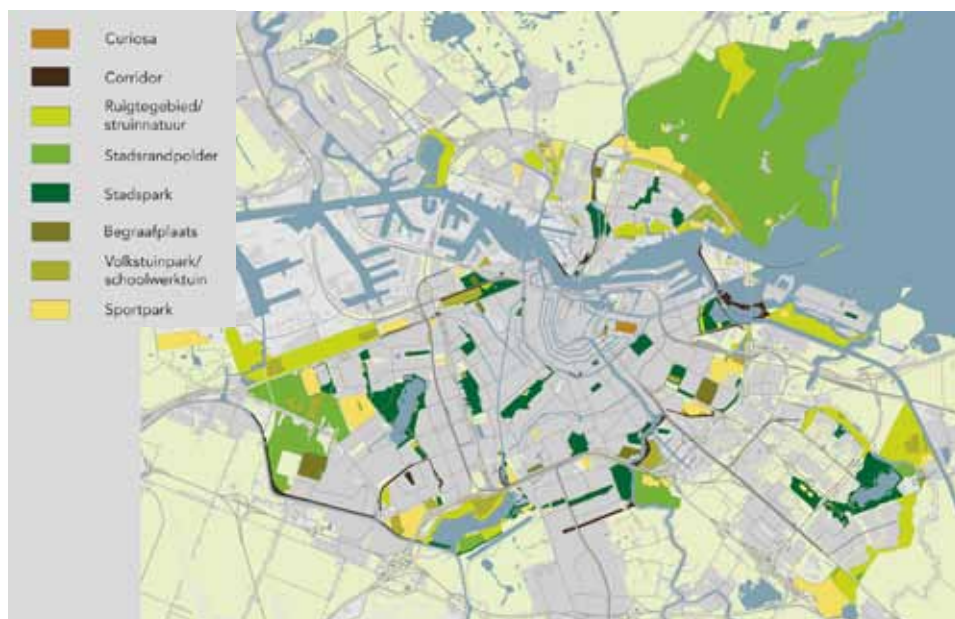 Curiosa
Corridor
Ruigtegebied/
struinnatuur
Stadsrandpolder
Stadspark
Begraafplaats
Volkstuinpark/
schoolwerktuin
Sportpark